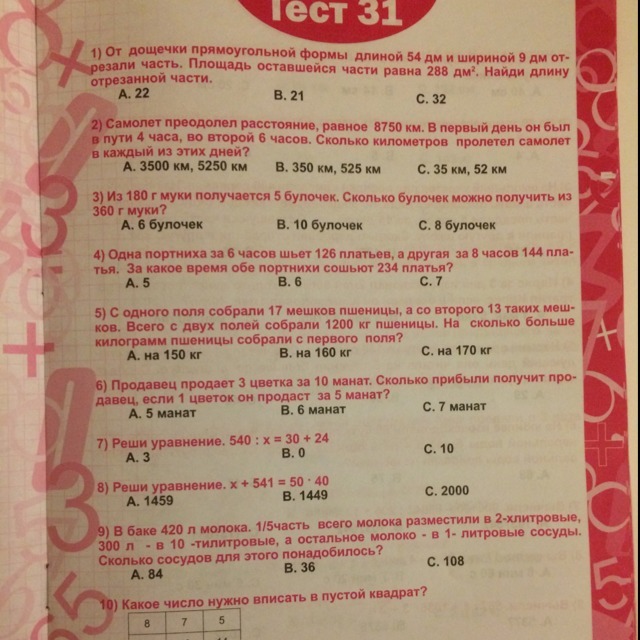 Тест 31
1) От дощечки прямоугольной формы длиной 54 дм и шириной 9 дм от-
резали часть. Площадь оставшейся части равна 288 дм². Найди длину
отрезанной части.
А. 22 В. 21 С. 32
2) Самолет преодолел расстояние, равное 8750 км. В первый день он был
в пути 4 часа, во второй 6 часов. Сколько километров пролетел самолет
в каждый из этих дней?
А. 3500 км, 5250 км В. 350 км, 525 км С. 35 км, 52 км
3) Из 180 г муки получается 5 булочек. Сколько булочек можно получить из
360 г муки?
А. 6 булочек В. 10 булочек С. 8 булочек
4) Одна портниха за 6 часов шьет 126 платьев, а другая за 8 часов 144 пла-
тья. За какое время обе портнихи сошьют 234 платья?
А. 5 В. 6 С. 7
5) С одного поля собрали 17 мешков пшеницы, а со второго 13 таких меш-
ков. Всего с двух полей собрали 1200 кг пшеницы. На сколько больше
килограмм пшеницы собрали с первого поля?
А. на 150 кг В. на 160 кг С. на 170 кг
6) Продавец продает 3 цветка за 10 манат. Сколько прибыли получит про-
давец, если 1 цветок он продаст за 5 манат?
А. 5 манат В. 6 манат С. 7 манат
7) Реши уравнение. 540 : х = 30 + 24
А. 3 В. 0 С. 10
8) Реши уравнение. х + 541 = 50 · 40
А. 1459 В. 1449 С. 2000
9) В баке 420 л молока. 1/5часть всего молока разместили в 2-хлитровые,
300 л - в 10 -тилитровые, а остальное молоко - в 1- литровые сосуды.
Сколько сосудов для этого понадобилось?
А. 84 В. 36 С. 108
10) Какое число нужно вписать в пустой квадрат?
8 7 5